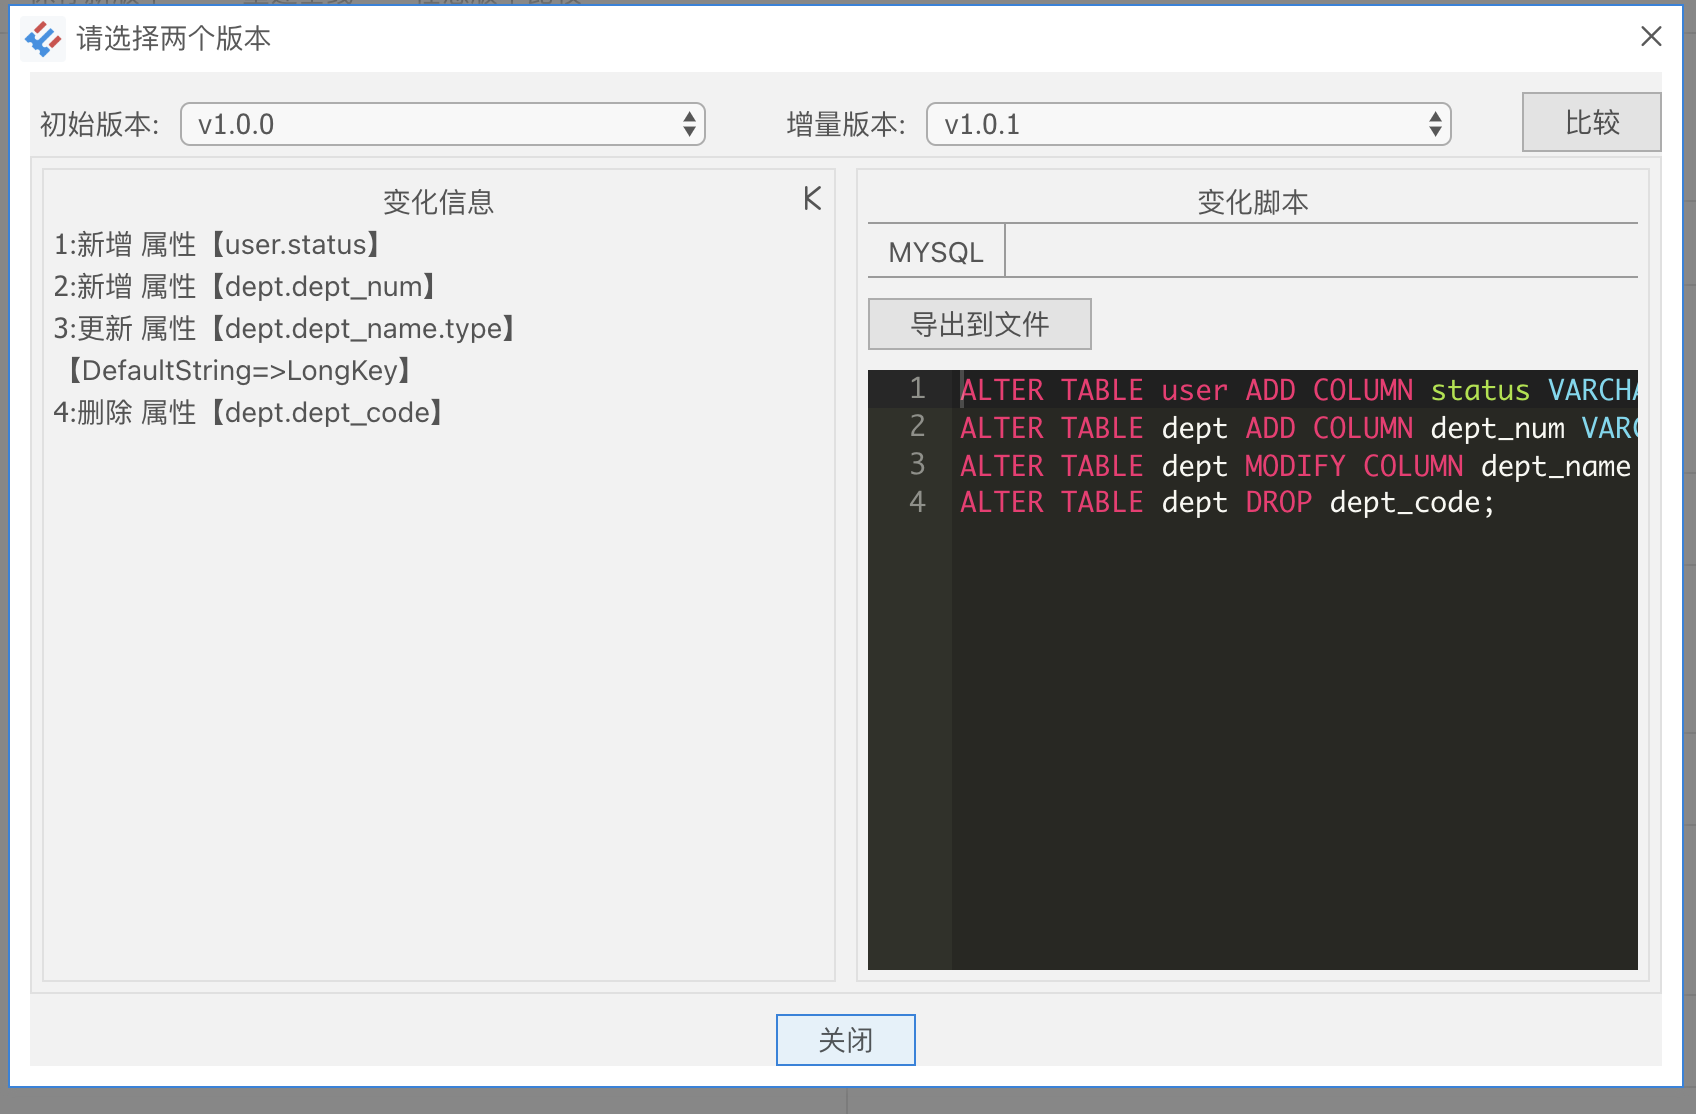 请选择两个版本
初始版本: v1.0.0 增量版本: v1.0.1 比较
变化信息
1:新增 属性【user.status】
2:新增 属性【dept.dept_num】
3:更新 属性【dept.dept_name.type】
【DefaultString=>LongKey】
4:删除 属性【dept.dept_code】
变化脚本
MYSQL
导出到文件
1 ALTER TABLE user ADD COLUMN status VARCHA
2 ALTER TABLE dept ADD COLUMN dept_num VARC
3 ALTER TABLE dept MODIFY COLUMN dept_name
4 ALTER TABLE dept DROP dept_code;
关闭